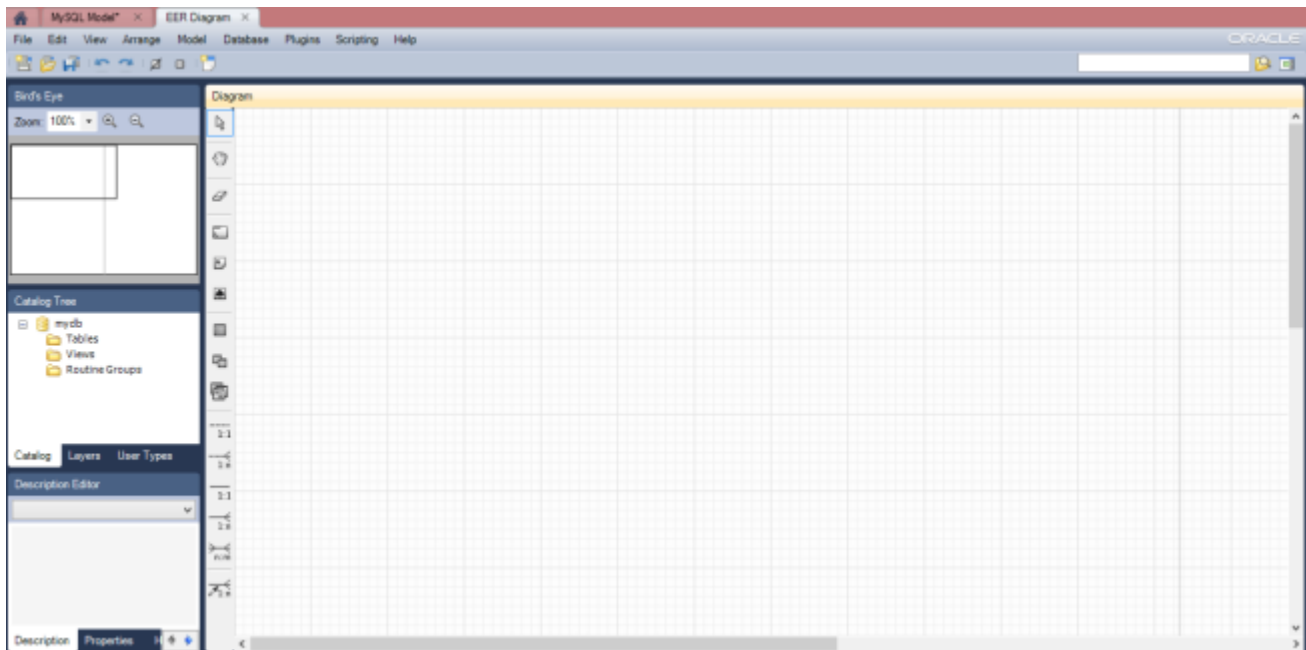 MySQL Model* × EER Diagram ×
File Edit View Arrange Model Database Plugins Scripting Help
ORACLE
Bird's Eye
Diagram
Zoom: 100%
Catalog Tree
mydb
Tables
Views
Routine Groups
1:1
Catalog Layers User Types
Description Editor
1:1
n:m
Description Properties